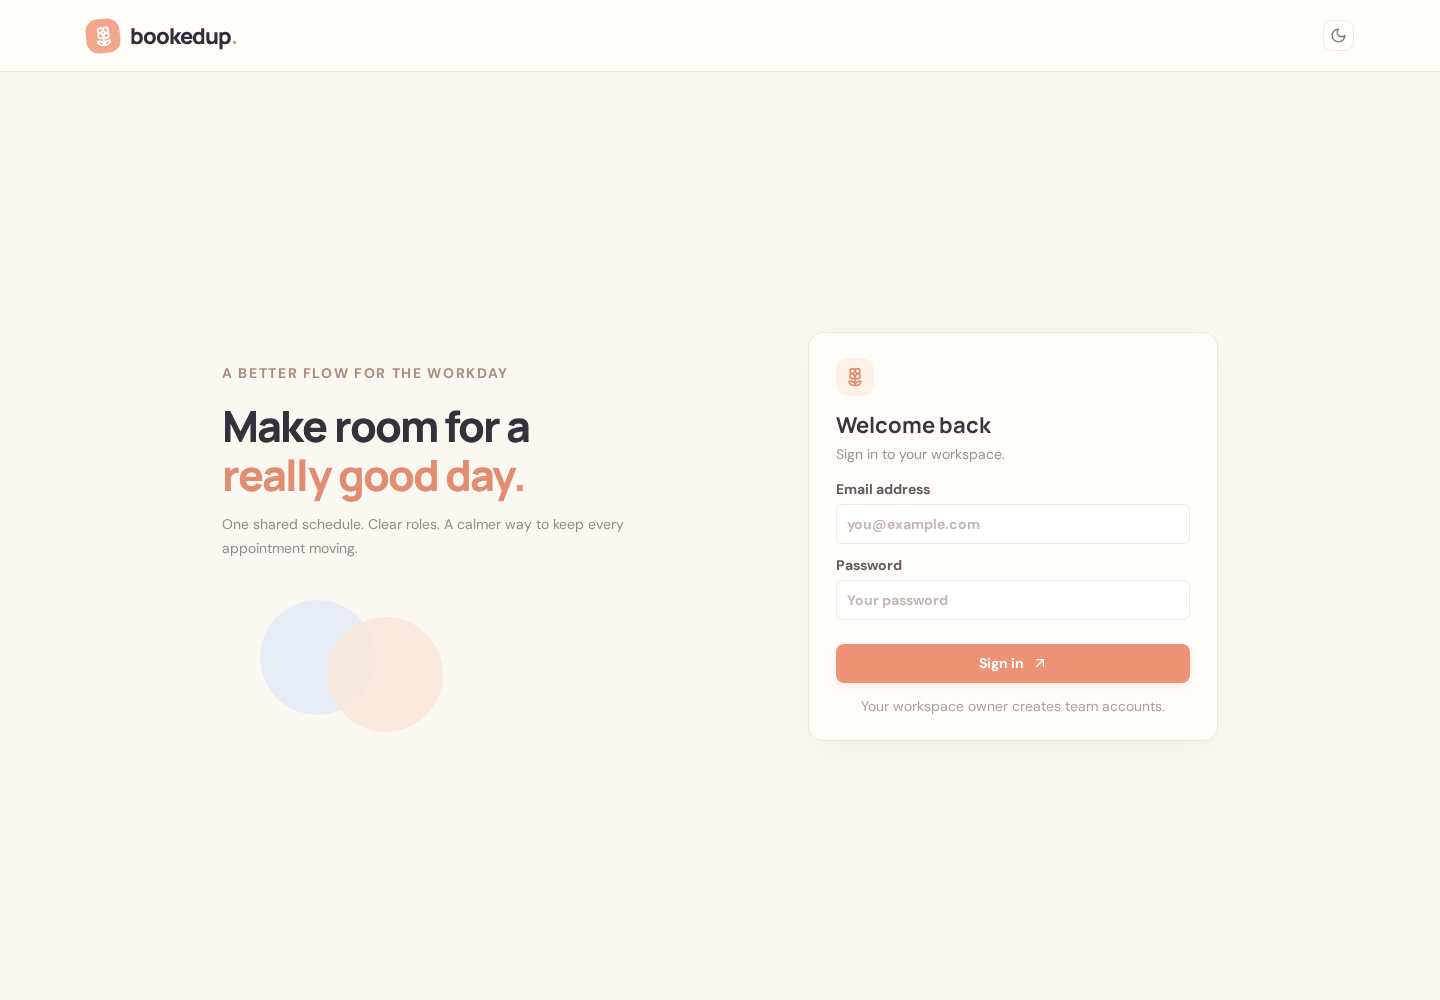 bookedup.
A BETTER FLOW FOR THE WORKDAY
Make room for a
really good day.
One shared schedule. Clear roles. A calmer way to keep every
appointment moving.
Welcome back
Sign in to your workspace.
Email address
you@example.com
Password
Your password
Sign in
Your workspace owner creates team accounts.